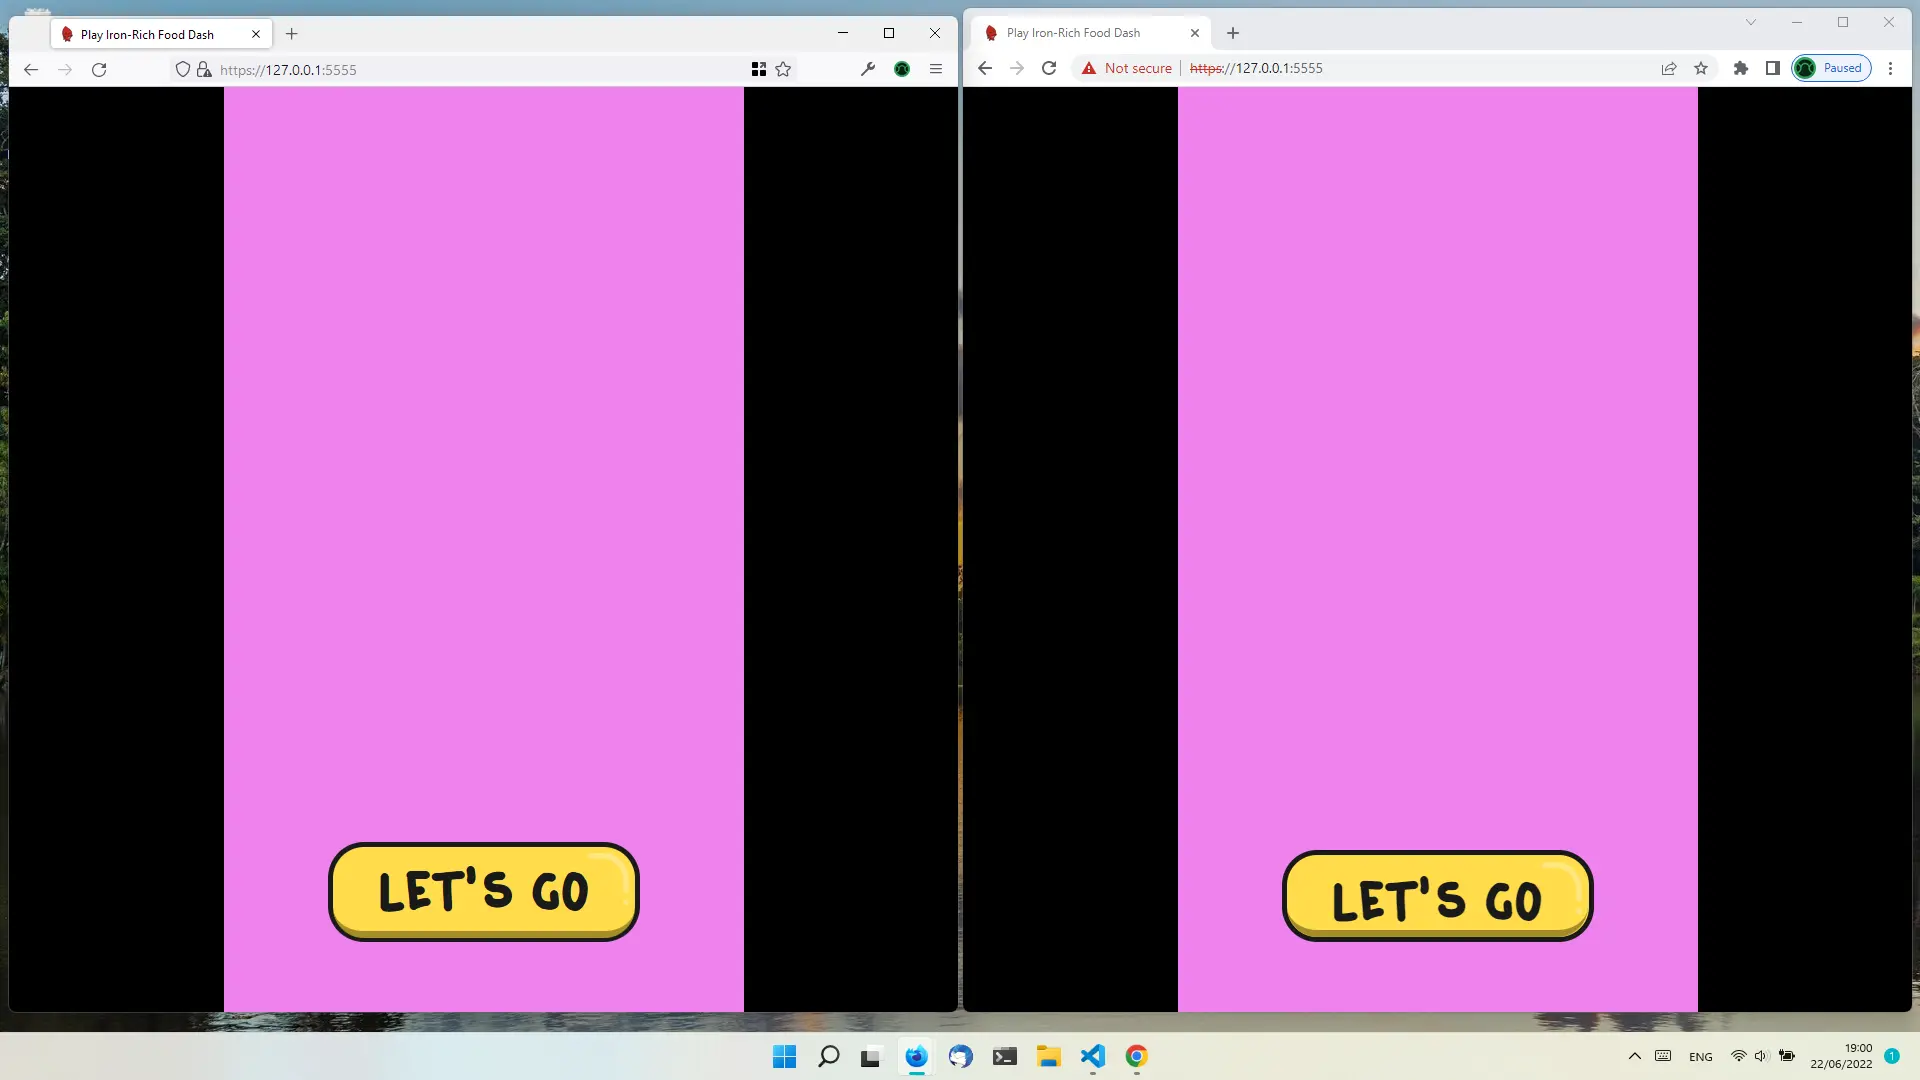 Play Iron-Rich Food Dash
https://127.0.0.1:5555
LET'S GO
Play Iron-Rich Food Dash
Not secure
https://127.0.0.1:5555
Paused
LET'S GO
ENG
19:00
22/06/2022
1